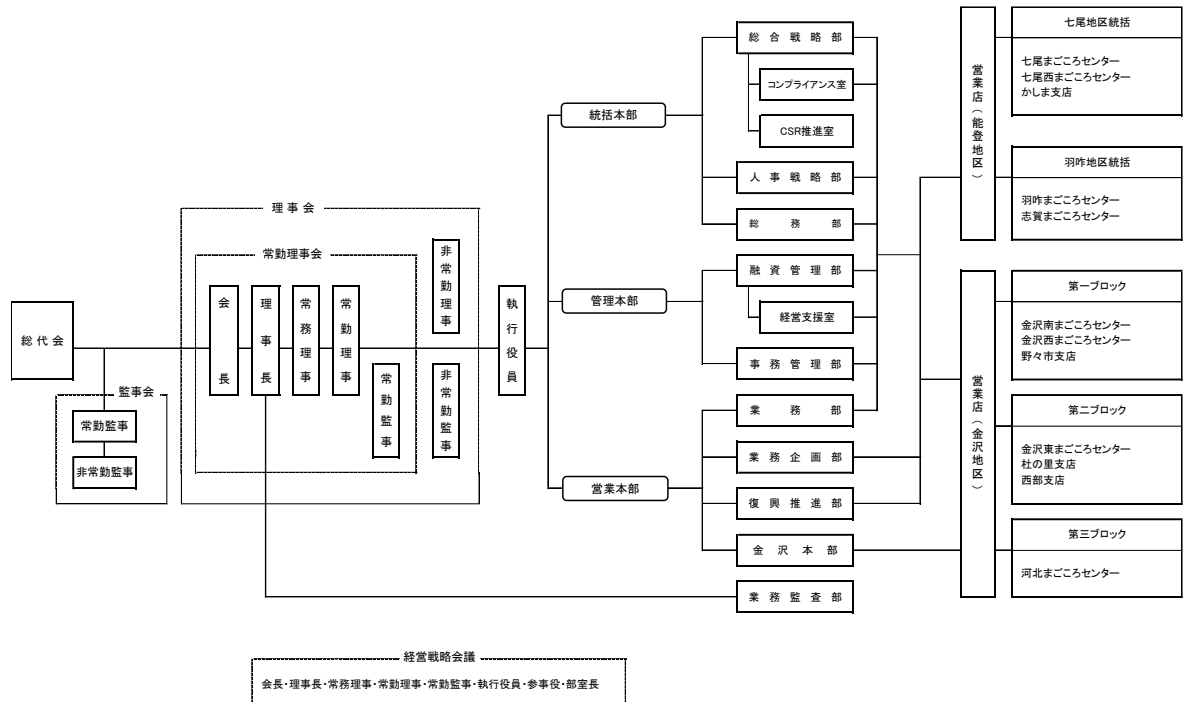 総代会
監事会
常勤監事
非常勤監事
理事会
常勤理事会
会長
理事長
常務理事
常勤理事
常勤監事
非常勤理事
非常勤監事
執行役員
統括本部
管理本部
営業本部
総合戦略部
コンプライアンス室
CSR推進室
人事戦略部
総務部
融資管理部
経営支援室
事務管理部
業務部
業務企画部
復興推進部
金沢本部
業務監査部
営業店（能登地区）
七尾地区統括
七尾まごころセンター
七尾西まごころセンター
かしま支店
羽咋地区統括
羽咋まごころセンター
志賀まごころセンター
営業店（金沢地区）
第一ブロック
金沢南まごころセンター
金沢西まごころセンター
野々市支店
第二ブロック
金沢東まごころセンター
杜の里支店
西部支店
第三ブロック
河北まごころセンター
経営戦略会議
会長・理事長・常務理事・常勤理事・常勤監事・執行役員・参事役・部室長